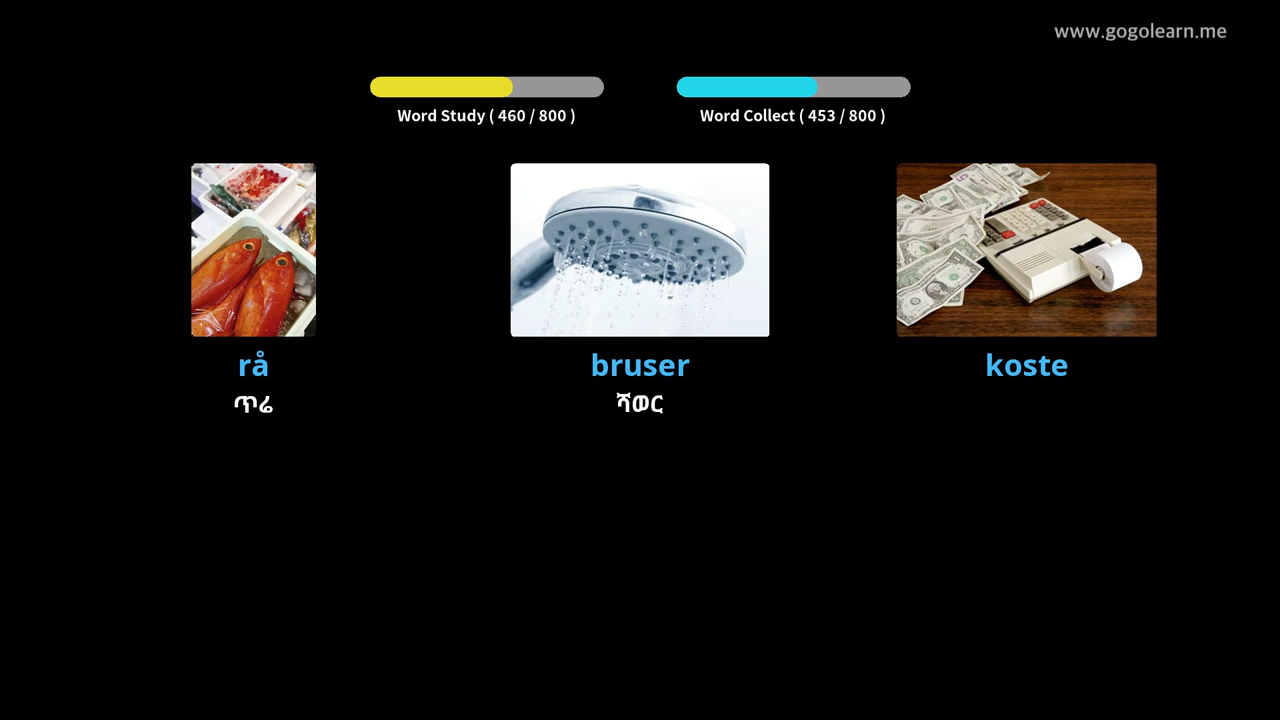 www.gogolearn.me
Word Study ( 460 / 800 )
Word Collect ( 453 / 800 )
rå
bruser
koste
ጥሬ
ሻወር